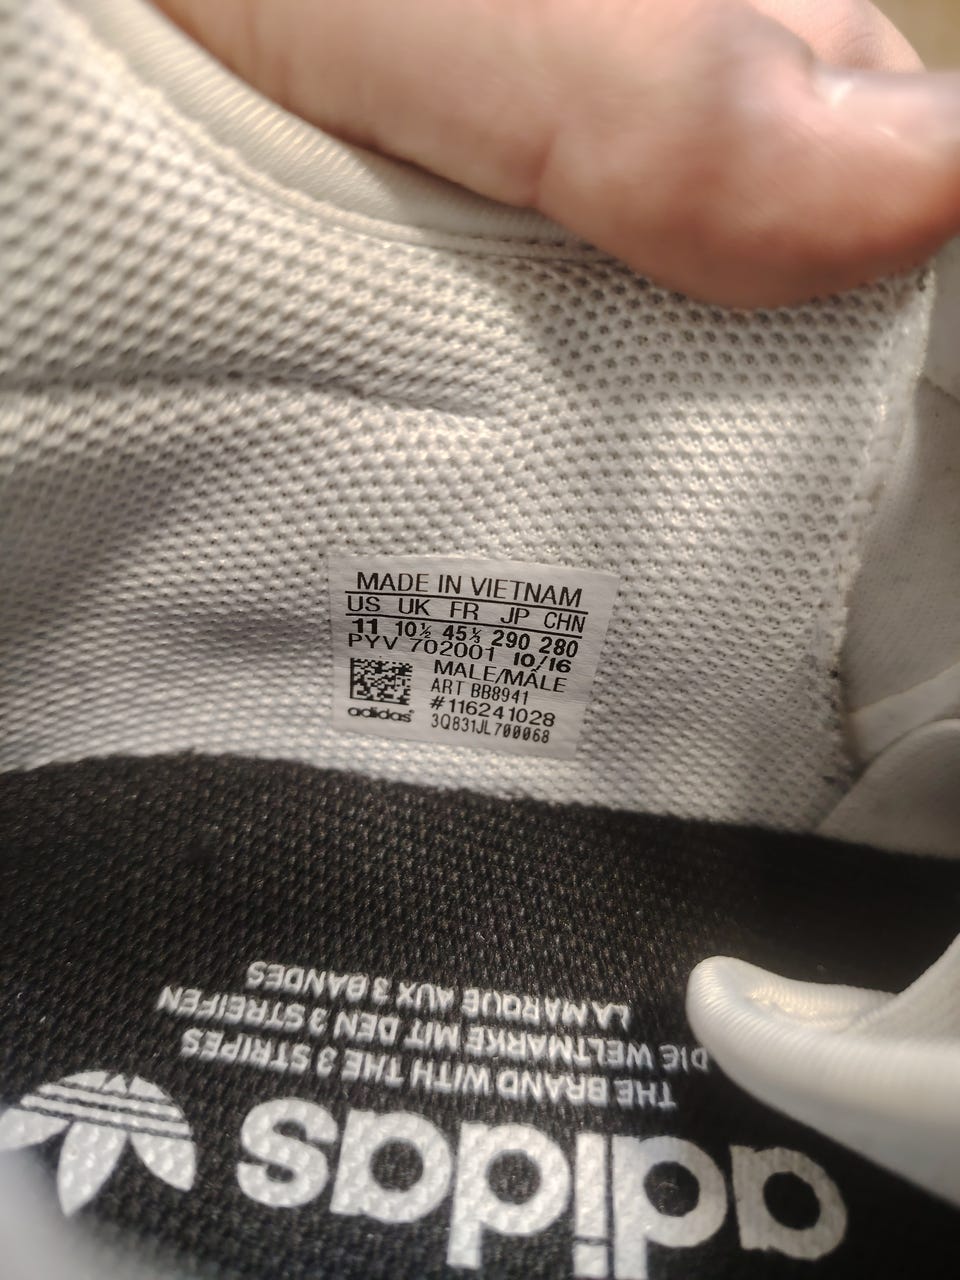 MADE IN VIETNAM
US UK FR JP CHN
11 10½ 45⅓ 290 280
PYV 702001 10/16
MALE/MÂLE
ART BB8941
#116241028
adidas
3Q831JL700068
adidas
THE BRAND WITH THE 3 STRIPES
DIE WELTMARKE MIT DEN 3 STREIFEN
LA MARQUE AUX 3 BANDES